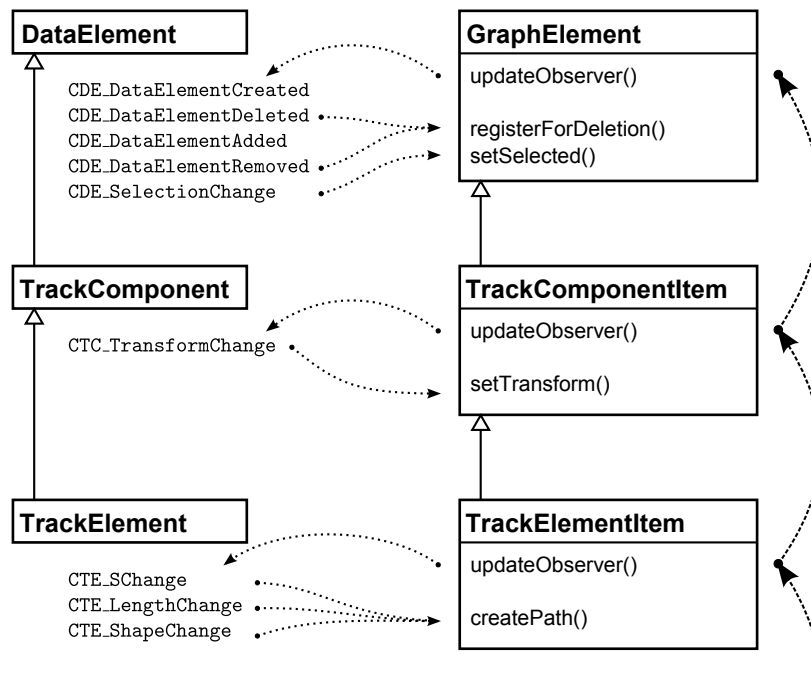 DataElement
CDE_DataElementCreated
CDE_DataElementDeleted
CDE_DataElementAdded
CDE_DataElementRemoved
CDE_SelectionChange
GraphElement
updateObserver()
registerForDeletion()
setSelected()
TrackComponent
CTC_TransformChange
TrackComponentItem
updateObserver()
setTransform()
TrackElement
CTE_SChange
CTE_LengthChange
CTE_ShapeChange
TrackElementItem
updateObserver()
createPath()